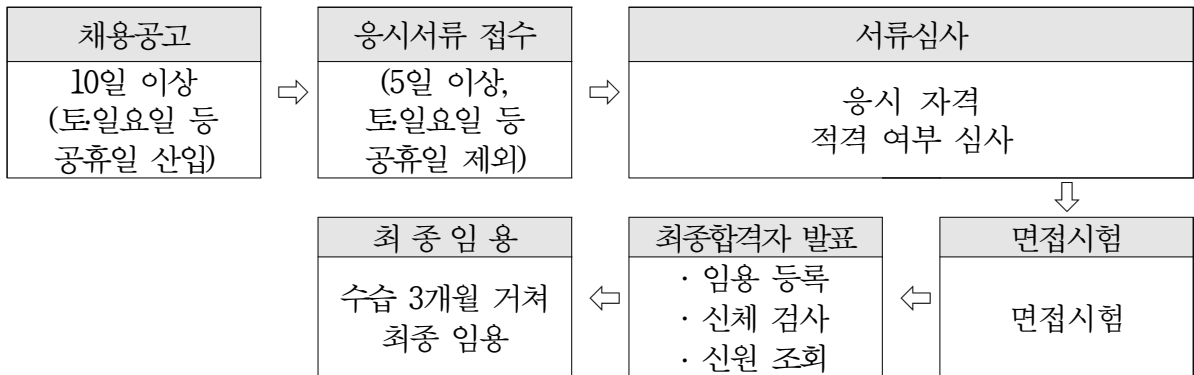 채용공고
10일 이상
(토·일요일 등
공휴일 산입)
⇨
응시서류 접수
(5일 이상,
토·일요일 등
공휴일 제외)
⇨
서류심사
응시 자격
적격 여부 심사
⇩
면접시험
면접시험
⇦
최종합격자 발표
· 임용 등록
· 신체 검사
· 신원 조회
⇦
최 종 임 용
수습 3개월 거쳐
최종 임용